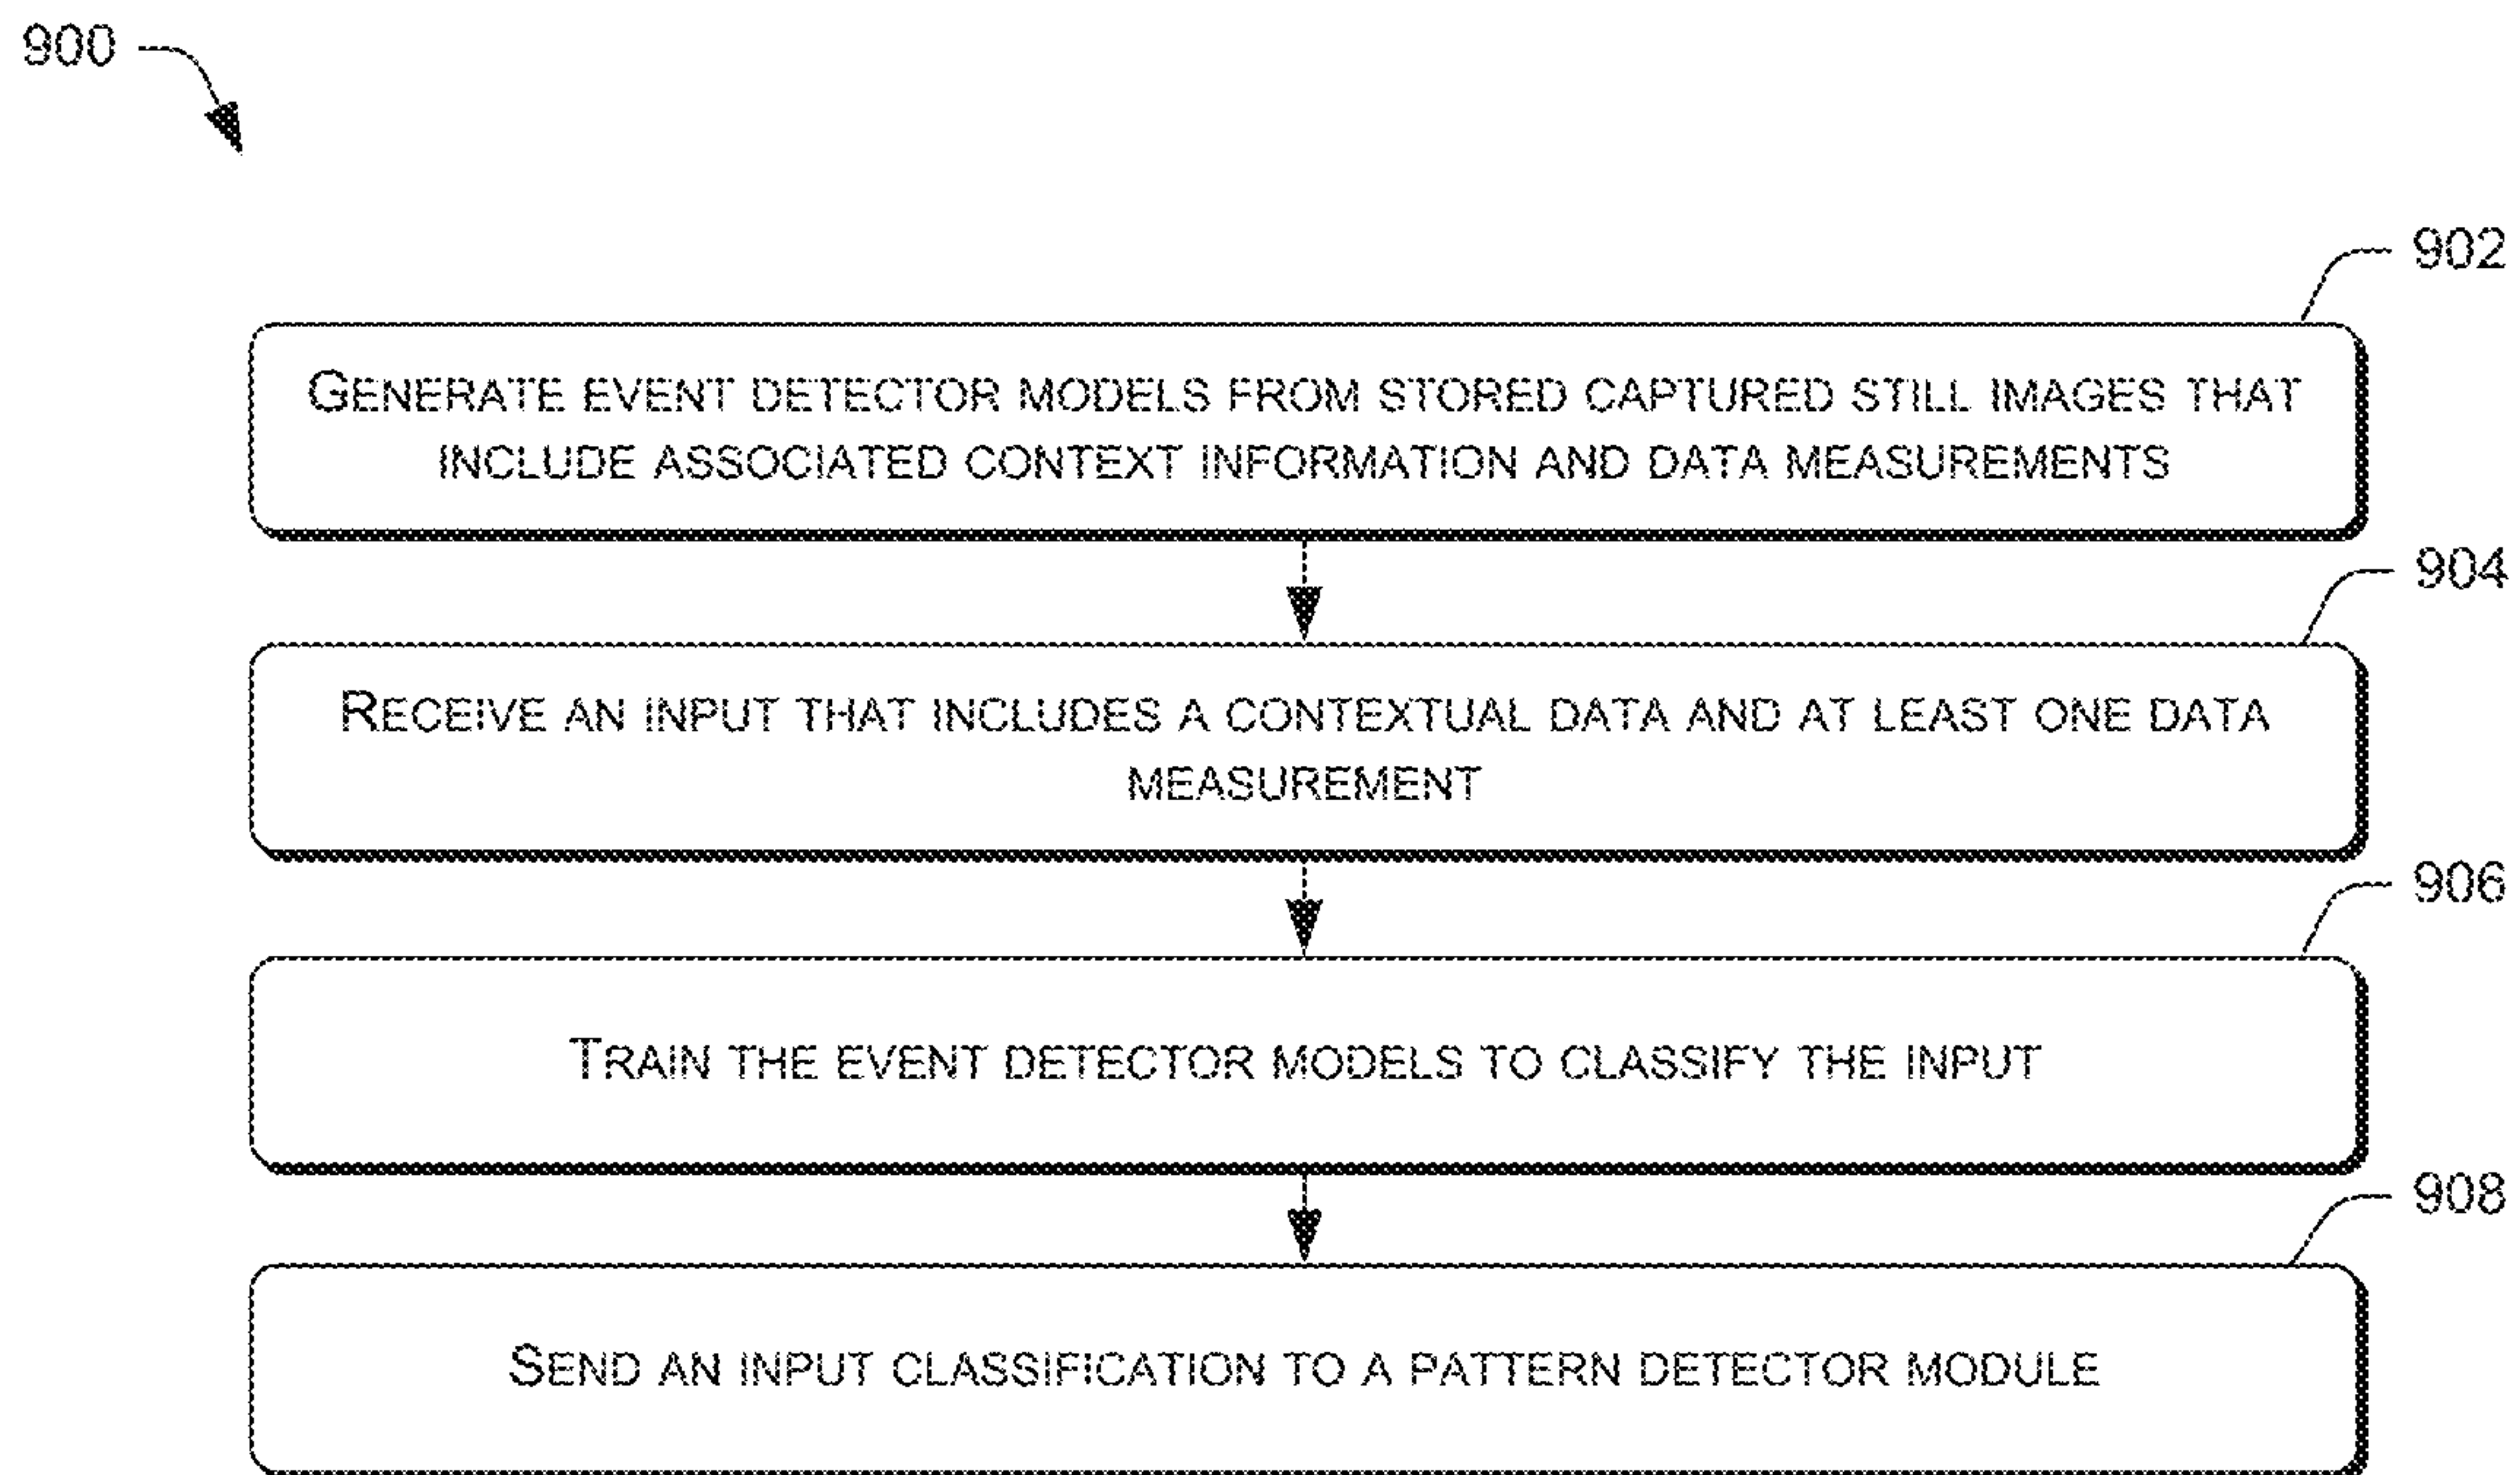 900
902
GENERATE EVENT DETECTOR MODELS FROM STORED CAPTURED STILL IMAGES THAT
INCLUDE ASSOCIATED CONTEXT INFORMATION AND DATA MEASUREMENTS
904
RECEIVE AN INPUT THAT INCLUDES A CONTEXTUAL DATA AND AT LEAST ONE DATA
MEASUREMENT
906
TRAIN THE EVENT DETECTOR MODELS TO CLASSIFY THE INPUT
908
SEND AN INPUT CLASSIFICATION TO A PATTERN DETECTOR MODULE